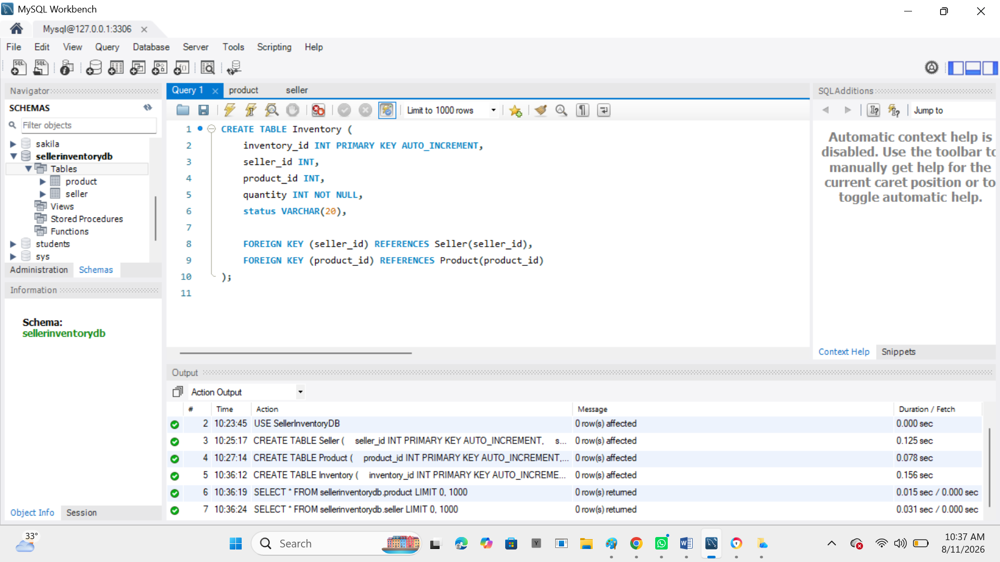 MySQL Workbench
Mysql@127.0.0.1:3306
File Edit View Query Database Server Tools Scripting Help
Navigator
SCHEMAS
Filter objects
sakila
sellerinventorydb
Tables
product
seller
Views
Stored Procedures
Functions
students
sys
Administration Schemas
Information
Schema:
sellerinventorydb
Object Info Session
Query 1 product seller
Limit to 1000 rows
1 CREATE TABLE Inventory (
2 inventory_id INT PRIMARY KEY AUTO_INCREMENT,
3 seller_id INT,
4 product_id INT,
5 quantity INT NOT NULL,
6 status VARCHAR(20),
7
8 FOREIGN KEY (seller_id) REFERENCES Seller(seller_id),
9 FOREIGN KEY (product_id) REFERENCES Product(product_id)
10 );
11
SQLAdditions
Jump to
Automatic context help is
disabled. Use the toolbar to
manually get help for the
current caret position or to
toggle automatic help.
Context Help Snippets
Output
Action Output
# Time Action Message Duration / Fetch
2 10:23:45 USE SellerInventoryDB 0 row(s) affected 0.000 sec
3 10:25:17 CREATE TABLE Seller ( seller_id INT PRIMARY KEY AUTO_INCREMENT, s... 0 row(s) affected 0.125 sec
4 10:27:14 CREATE TABLE Product ( product_id INT PRIMARY KEY AUTO_INCREMENT,... 0 row(s) affected 0.078 sec
5 10:36:12 CREATE TABLE Inventory ( inventory_id INT PRIMARY KEY AUTO_INCREME... 0 row(s) affected 0.156 sec
6 10:36:19 SELECT * FROM sellerinventorydb.product LIMIT 0, 1000 0 row(s) returned 0.015 sec / 0.000 sec
7 10:36:24 SELECT * FROM sellerinventorydb.seller LIMIT 0, 1000 0 row(s) returned 0.031 sec / 0.000 sec
33°
Search
10:37 AM
8/11/2026